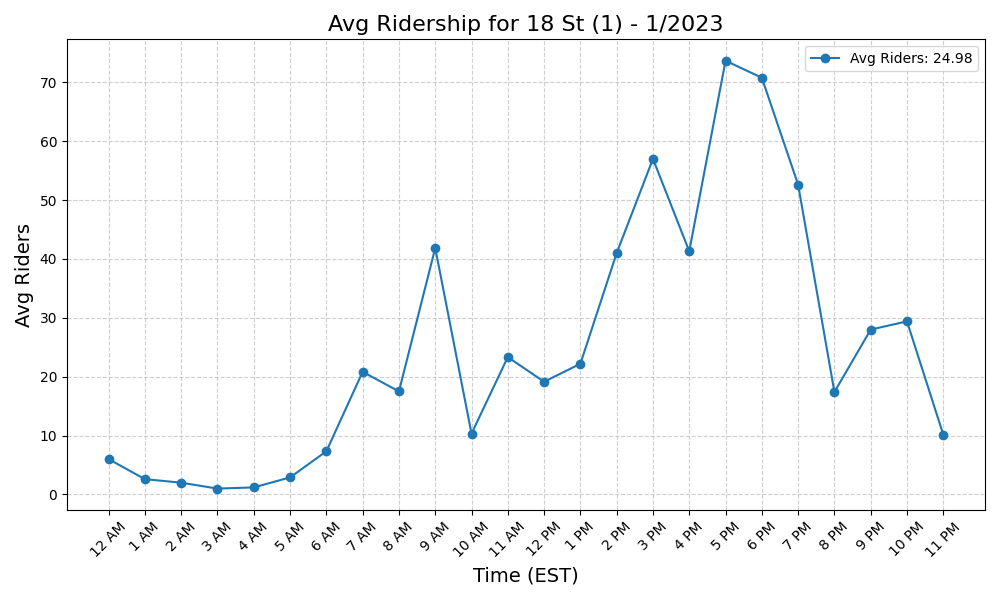 Avg Ridership for 18 St (1) - 1/2023
Avg Riders: 24.98
Avg Riders
70
60
50
40
30
20
10
0
12 AM
1 AM
2 AM
3 AM
4 AM
5 AM
6 AM
7 AM
8 AM
9 AM
10 AM
11 AM
12 PM
1 PM
2 PM
3 PM
4 PM
5 PM
6 PM
7 PM
8 PM
9 PM
10 PM
11 PM
Time (EST)